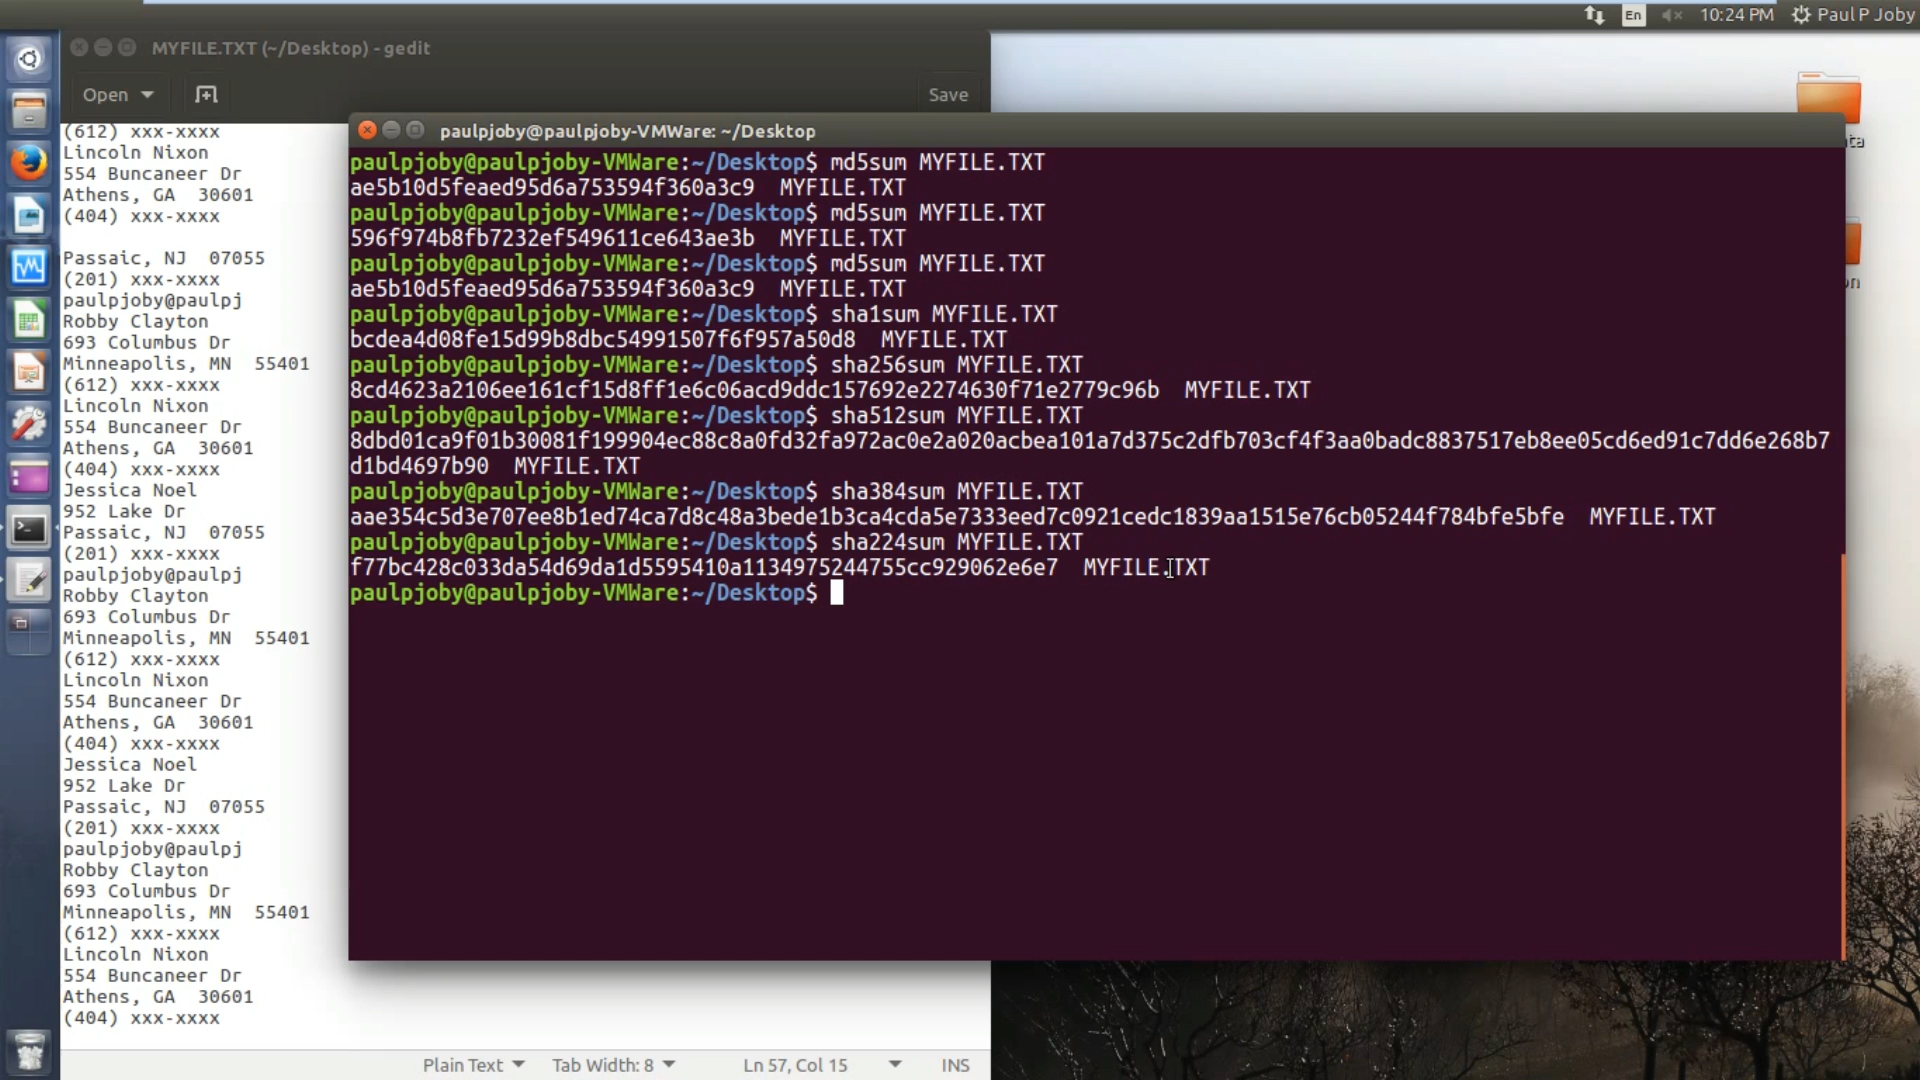 En
10:24 PM
Paul P Joby
MYFILE.TXT (~/Desktop) - gedit
Open
Save
(612) xxx-xxxx
Lincoln Nixon
554 Buncaneer Dr
Athens, GA  30601
(404) xxx-xxxx
Passaic, NJ  07055
(201) xxx-xxxx
paulpjoby@paulpj
Robby Clayton
693 Columbus Dr
Minneapolis, MN  55401
(612) xxx-xxxx
Lincoln Nixon
554 Buncaneer Dr
Athens, GA  30601
(404) xxx-xxxx
Jessica Noel
952 Lake Dr
Passaic, NJ  07055
(201) xxx-xxxx
paulpjoby@paulpj
Robby Clayton
693 Columbus Dr
Minneapolis, MN  55401
(612) xxx-xxxx
Lincoln Nixon
554 Buncaneer Dr
Athens, GA  30601
(404) xxx-xxxx
Jessica Noel
952 Lake Dr
Passaic, NJ  07055
(201) xxx-xxxx
paulpjoby@paulpj
Robby Clayton
693 Columbus Dr
Minneapolis, MN  55401
(612) xxx-xxxx
Lincoln Nixon
554 Buncaneer Dr
Athens, GA  30601
(404) xxx-xxxx
paulpjoby@paulpjoby-VMWare: ~/Desktop
paulpjoby@paulpjoby-VMWare:~/Desktop$ md5sum MYFILE.TXT
ae5b10d5feaed95d6a753594f360a3c9  MYFILE.TXT
paulpjoby@paulpjoby-VMWare:~/Desktop$ md5sum MYFILE.TXT
596f974b8fb7232ef549611ce643ae3b  MYFILE.TXT
paulpjoby@paulpjoby-VMWare:~/Desktop$ md5sum MYFILE.TXT
ae5b10d5feaed95d6a753594f360a3c9  MYFILE.TXT
paulpjoby@paulpjoby-VMWare:~/Desktop$ sha1sum MYFILE.TXT
bcdea4d08fe15d99b8dbc54991507f6f957a50d8  MYFILE.TXT
paulpjoby@paulpjoby-VMWare:~/Desktop$ sha256sum MYFILE.TXT
8cd4623a2106ee161cf15d8ff1e6c06acd9ddc157692e2274630f71e2779c96b  MYFILE.TXT
paulpjoby@paulpjoby-VMWare:~/Desktop$ sha512sum MYFILE.TXT
8dbd01ca9f01b30081f199904ec88c8a0fd32fa972ac0e2a020acbea101a7d375c2dfb703cf4f3aa0badc8837517eb8ee05cd6ed91c7dd6e268b7
d1bd4697b90  MYFILE.TXT
paulpjoby@paulpjoby-VMWare:~/Desktop$ sha384sum MYFILE.TXT
aae354c5d3e707ee8b1ed74ca7d8c48a3bede1b3ca4cda5e7333eed7c0921cedc1839aa1515e76cb05244f784bfe5bfe  MYFILE.TXT
paulpjoby@paulpjoby-VMWare:~/Desktop$ sha224sum MYFILE.TXT
f77bc428c033da54d69da1d5595410a1134975244755cc929062e6e7  MYFILE.TXT
paulpjoby@paulpjoby-VMWare:~/Desktop$
Plain Text
Tab Width: 8
Ln 57, Col 15
INS